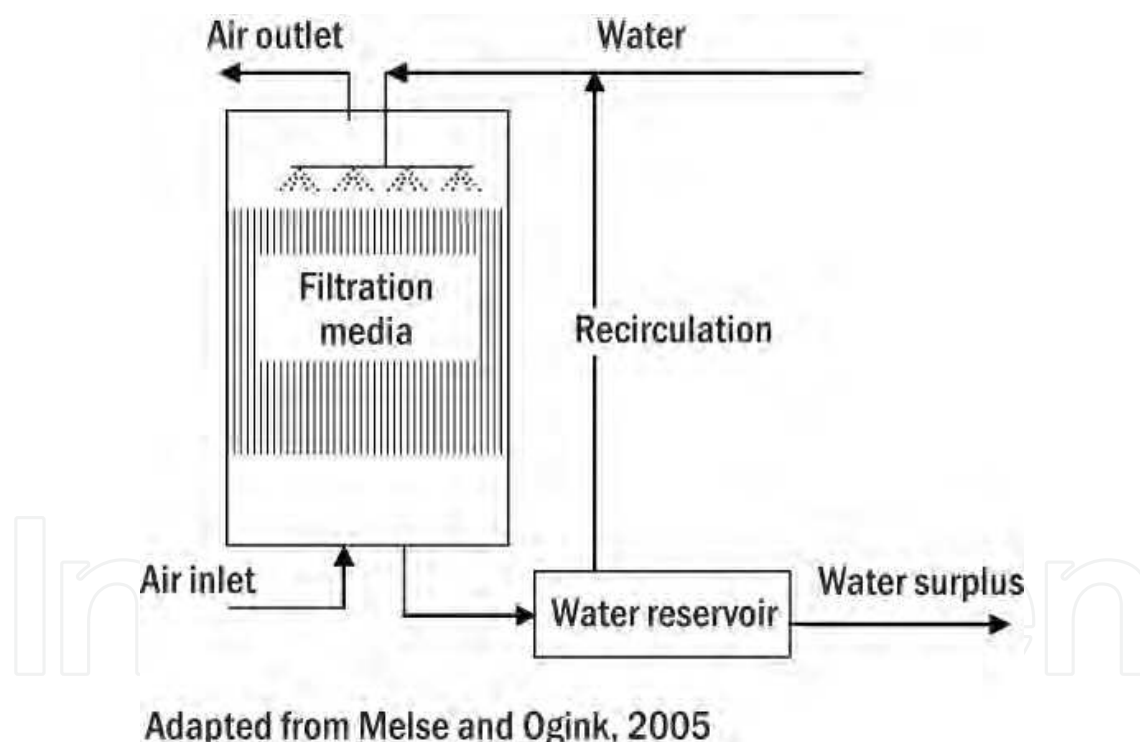 Air outlet
Water
Filtration
media
Recirculation
Air inlet
Water reservoir
Water surplus
Adapted from Melse and Ogink, 2005